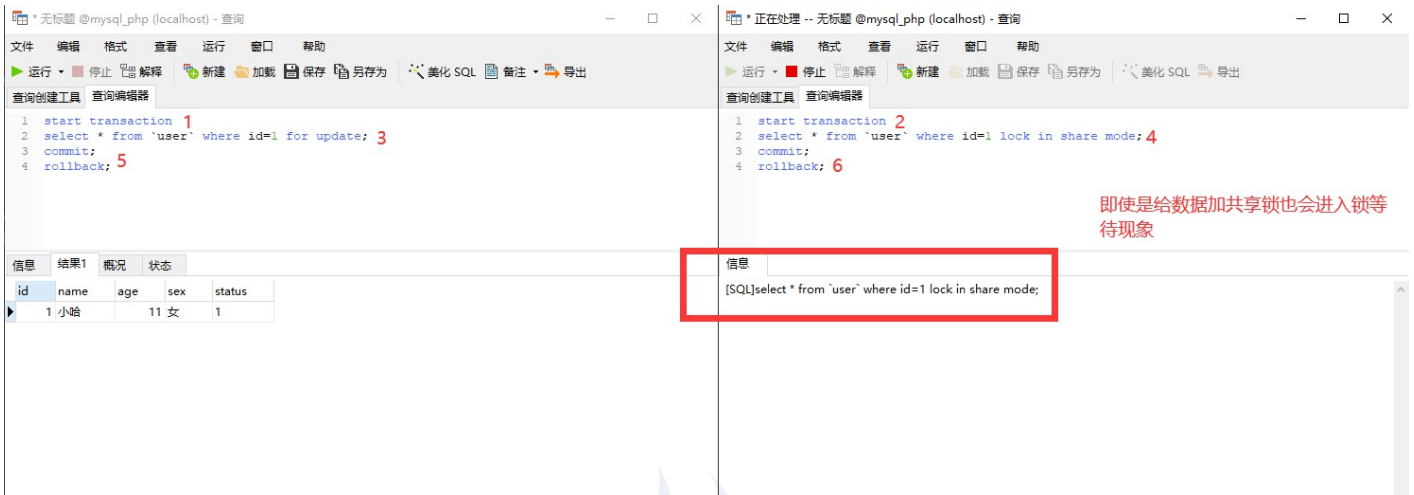 * 无标题 @mysql_php (localhost) - 查询
文件 编辑 格式 查看 运行 窗口 帮助
运行 停止 解释 新建 加载 保存 另存为 美化 SQL 备注 导出
查询创建工具 查询编辑器
1 start transaction 1
2 select * from `user` where id=1 for update; 3
3 commit;
4 rollback; 5
信息 结果1 概况 状态
id name age sex status
1 小哈 11 女 1
* 正在处理 -- 无标题 @mysql_php (localhost) - 查询
文件 编辑 格式 查看 运行 窗口 帮助
运行 停止 解释 新建 加载 保存 另存为 美化 SQL 导出
查询创建工具 查询编辑器
1 start transaction 2
2 select * from `user` where id=1 lock in share mode; 4
3 commit;
4 rollback; 6
即使是给数据加共享锁也会进入锁等
待现象
信息
[SQL]select * from `user` where id=1 lock in share mode;